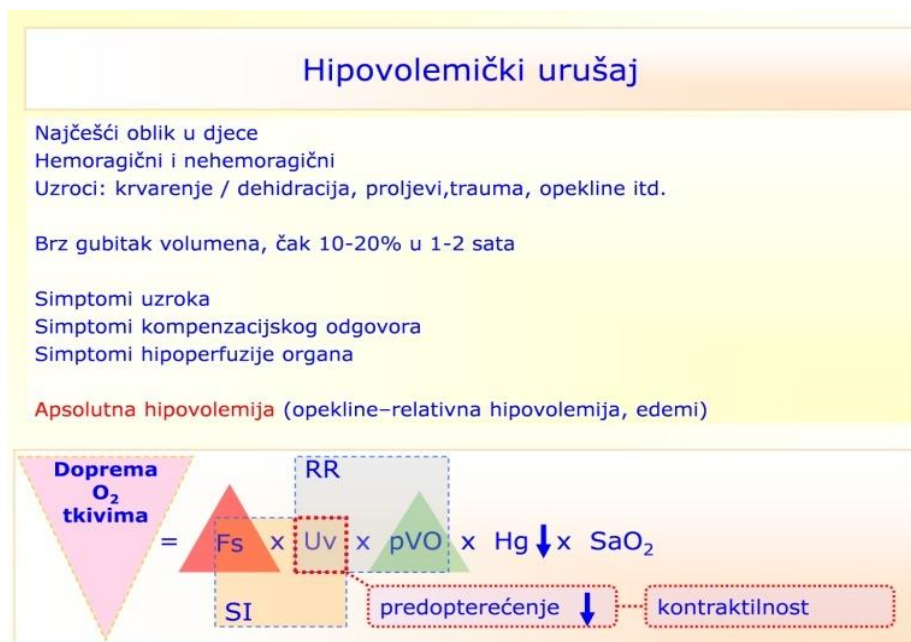 Hipovolemički urušaj
Najčešći oblik u djece
Hemoragični i nehemoragični
Uzroci: krvarenje / dehidracija, proljevi,trauma, opekline itd.
Brz gubitak volumena, čak 10-20% u 1-2 sata
Simptomi uzroka
Simptomi kompenzacijskog odgovora
Simptomi hipoperfuzije organa
Apsolutna hipovolemija (opekline–relativna hipovolemija, edemi)
Doprema
O₂
tkivima
RR
= Fs x Uv x pVO x Hg x SaO₂
SI
predopterećenje
kontraktilnost